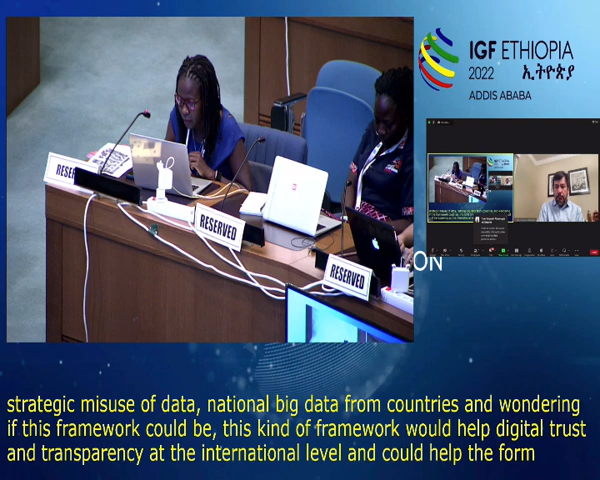 IGF ETHIOPIA
2022 ኢትዮጵያ
ADDIS ABABA
RESER
RESERVED
RESERVED
ON
strategic misuse of data, national big data from countries and wondering
if this framework could be, this kind of framework would help digital trust
and transparency at the international level and could help the form